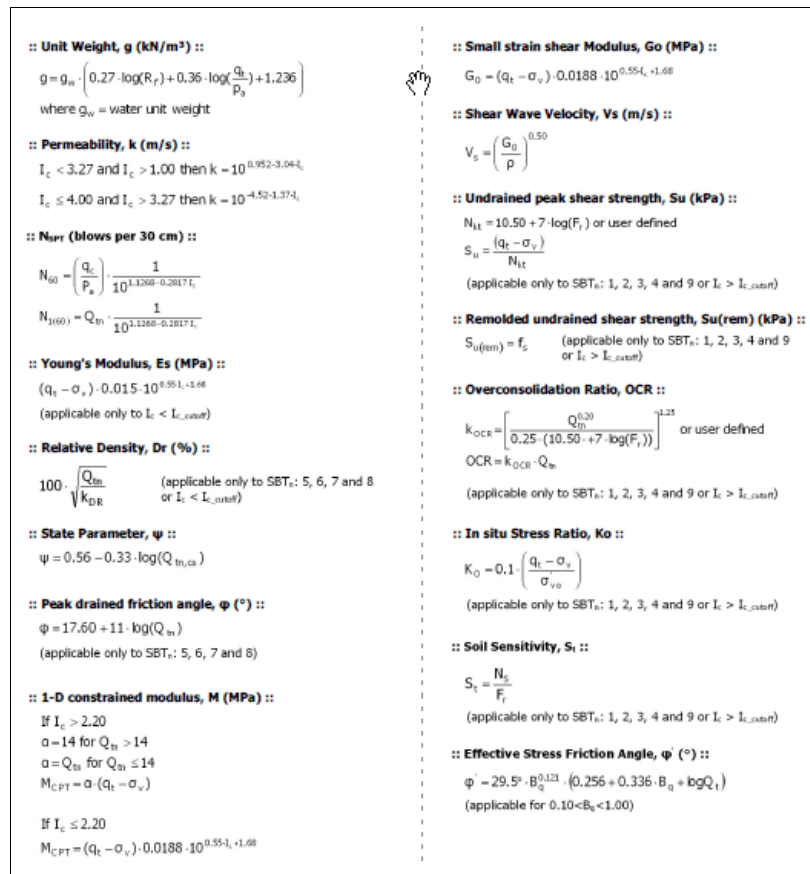 :: Unit Weight, g (kN/m³) ::
g = g_w · (0.27 · log(R_f) + 0.36 · log(q_t / p_a) + 1.236)
where g_w = water unit weight
:: Permeability, k (m/s) ::
I_c < 3.27 and I_c > 1.00 then k = 10^(0.952-3.04·I_c)
I_c ≤ 4.00 and I_c > 3.27 then k = 10^(-4.52-1.37·I_c)
:: N_SPT (blows per 30 cm) ::
N_60 = (q_c / P_a) · 1 / 10^(1.1268-0.2817·I_c)
N_1(60) = Q_tn · 1 / 10^(1.1268-0.2817·I_c)
:: Young's Modulus, Es (MPa) ::
(q_t − σ_v) · 0.015 · 10^(0.55·I_c+1.68)
(applicable only to I_c < I_c_cutoff)
:: Relative Density, Dr (%) ::
100 · √(Q_tn / k_DR) (applicable only to SBT_n: 5, 6, 7 and 8
or I_c < I_c_cutoff)
:: State Parameter, ψ ::
ψ = 0.56 − 0.33 · log(Q_tn,cs)
:: Peak drained friction angle, φ (°) ::
φ = 17.60 + 11 · log(Q_tn)
(applicable only to SBT_n: 5, 6, 7 and 8)
:: 1-D constrained modulus, M (MPa) ::
If I_c > 2.20
a = 14 for Q_tn > 14
a = Q_tn for Q_tn ≤ 14
M_CPT = a · (q_t − σ_v)
If I_c ≤ 2.20
M_CPT = (q_t − σ_v) · 0.0188 · 10^(0.55·I_c+1.68)
:: Small strain shear Modulus, Go (MPa) ::
G_0 = (q_t − σ_v) · 0.0188 · 10^(0.55·I_c+1.68)
:: Shear Wave Velocity, Vs (m/s) ::
V_s = (G_0 / ρ)^0.50
:: Undrained peak shear strength, Su (kPa) ::
N_kt = 10.50 + 7 · log(F_r) or user defined
S_u = (q_t − σ_v) / N_kt
(applicable only to SBT_n: 1, 2, 3, 4 and 9 or I_c > I_c_cutoff)
:: Remolded undrained shear strength, Su(rem) (kPa) ::
S_u(rem) = f_s (applicable only to SBT_n: 1, 2, 3, 4 and 9
or I_c > I_c_cutoff)
:: Overconsolidation Ratio, OCR ::
k_OCR = [Q_tn^0.20 / (0.25 · (10.50 · +7 · log(F_r)))]^1.25 or user defined
OCR = k_OCR · Q_tn
(applicable only to SBT_n: 1, 2, 3, 4 and 9 or I_c > I_c_cutoff)
:: In situ Stress Ratio, Ko ::
K_O = 0.1 · ((q_t − σ_v) / σ'_vo)
(applicable only to SBT_n: 1, 2, 3, 4 and 9 or I_c > I_c_cutoff)
:: Soil Sensitivity, S_t ::
S_t = N_S / F_r
(applicable only to SBT_n: 1, 2, 3, 4 and 9 or I_c > I_c_cutoff)
:: Effective Stress Friction Angle, φ' (°) ::
φ' = 29.5° · B_q^0.121 · (0.256 + 0.336 · B_q + logQ_t)
(applicable for 0.10<B_q<1.00)